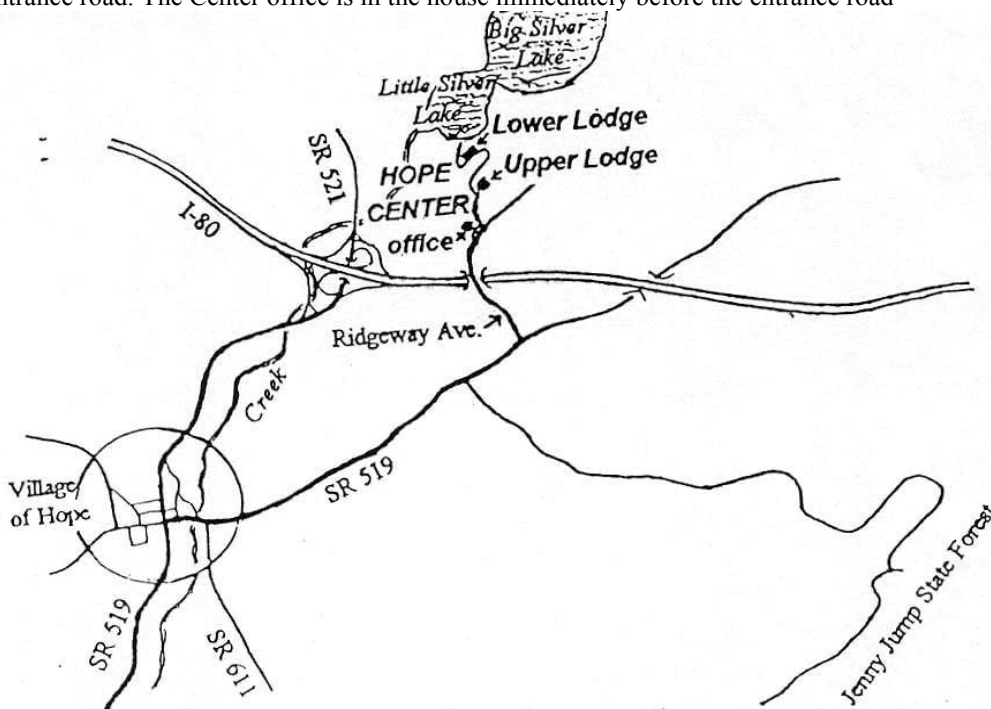 ntrance road. The Center office is in the house immediately before the entrance road
Big Silver
Lake
Little Silver
Lake
Lower Lodge
SR 521
HOPE
Upper Lodge
CENTER
I-80
office
Ridgeway Ave.
Creek
SR 519
Village
of Hope
SR 519
SR 611
Jenny Jump State Forest